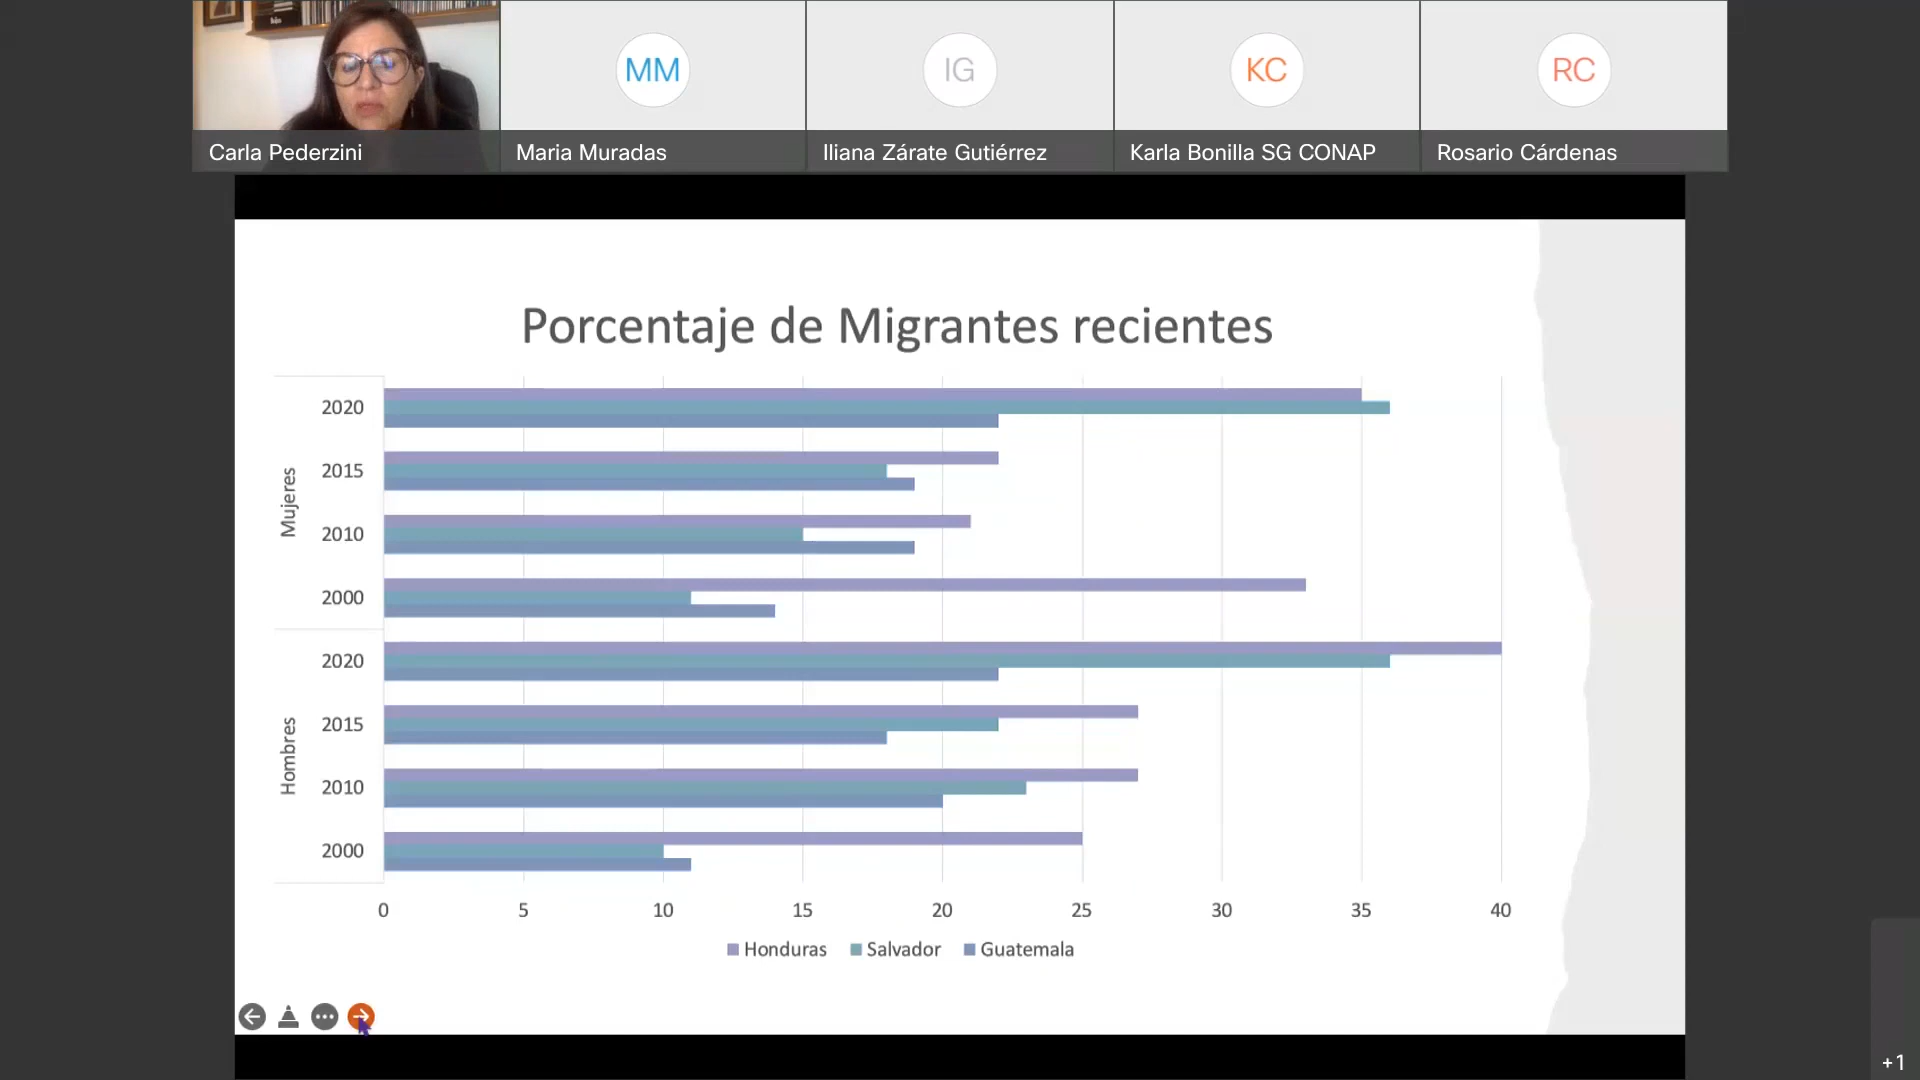 MM
IG
KC
RC
Carla Pederzini
Maria Muradas
Iliana Zárate Gutiérrez
Karla Bonilla SG CONAP
Rosario Cárdenas
Porcentaje de Migrantes recientes
Mujeres
2020
2015
2010
2000
Hombres
2020
2015
2010
2000
0 5 10 15 20 25 30 35 40
Honduras Salvador Guatemala
+1